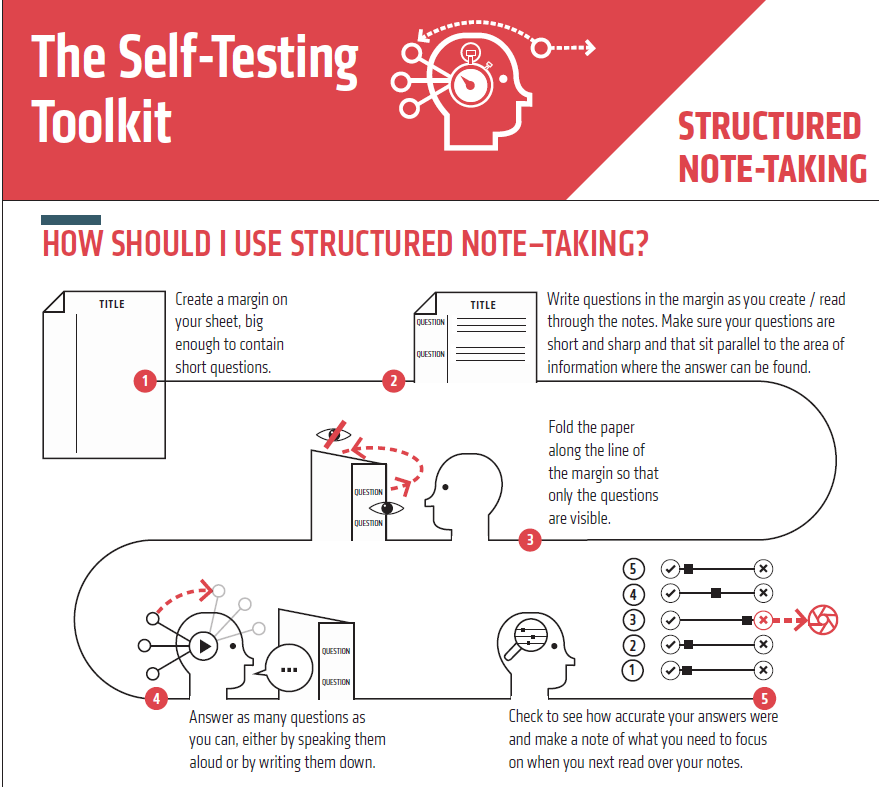 The Self-Testing
Toolkit
STRUCTURED
NOTE-TAKING
HOW SHOULD I USE STRUCTURED NOTE–TAKING?
TITLE
Create a margin on
your sheet, big
enough to contain
short questions.
1
TITLE
QUESTION
QUESTION
2
Write questions in the margin as you create / read
through the notes. Make sure your questions are
short and sharp and that sit parallel to the area of
information where the answer can be found.
QUESTION
QUESTION
Fold the paper
along the line of
the margin so that
only the questions
are visible.
3
...
QUESTION
QUESTION
4
Answer as many questions as
you can, either by speaking them
aloud or by writing them down.
5
4
3
2
1
5
Check to see how accurate your answers were
and make a note of what you need to focus
on when you next read over your notes.